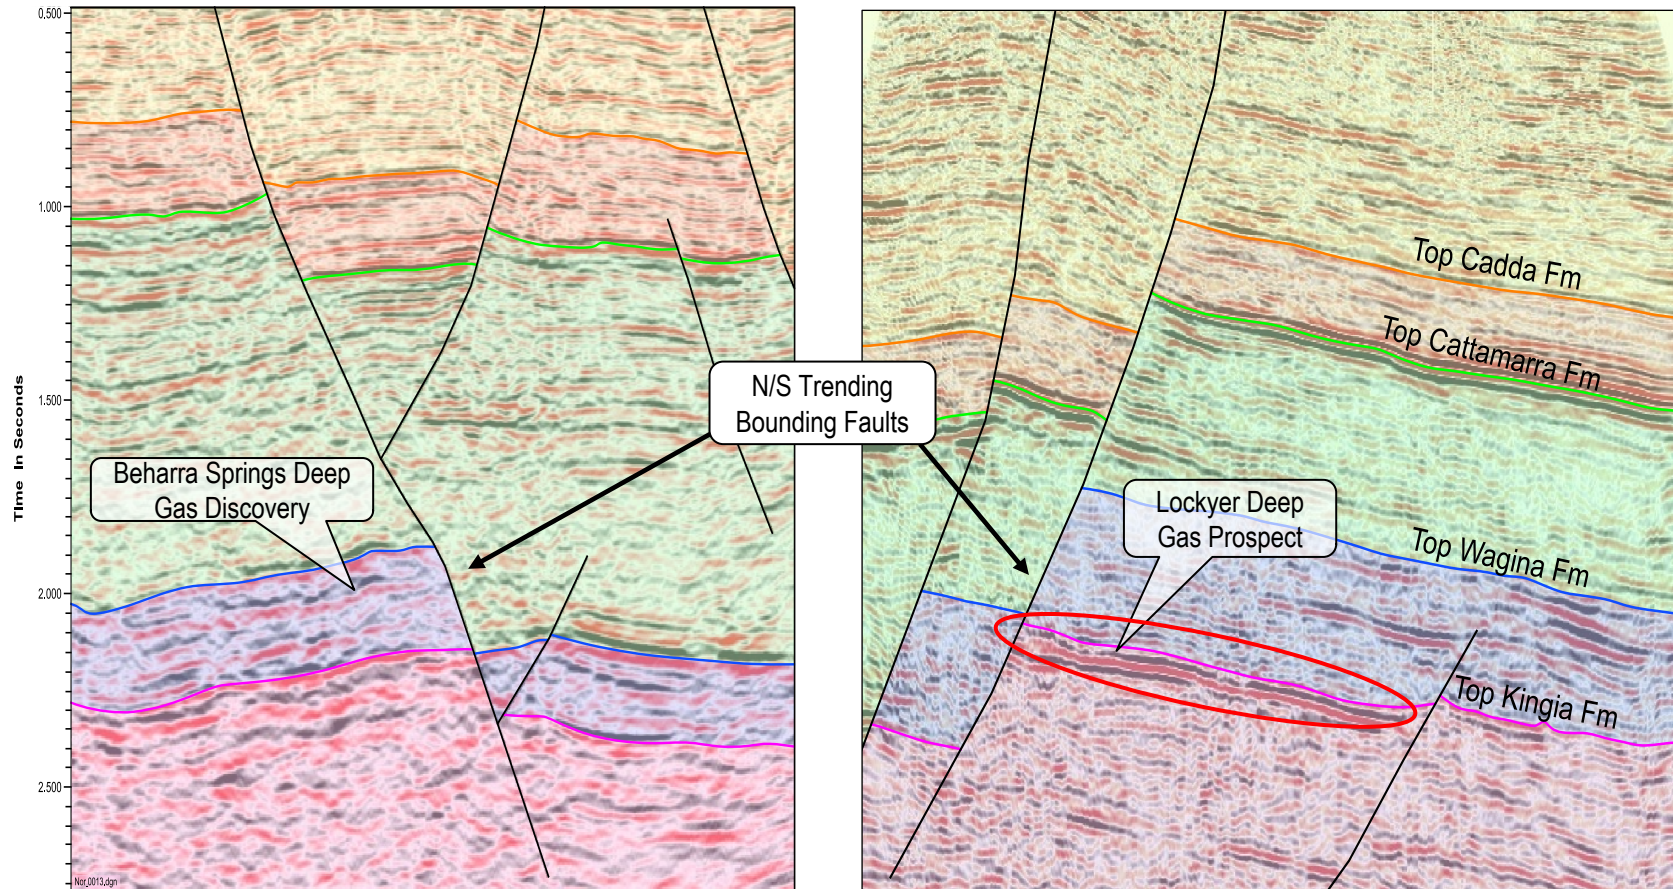 0.500
1.000
1.500
2.000
2.500
TIme In Seconds
Beharra Springs Deep
Gas Discovery
N/S Trending
Bounding Faults
Lockyer Deep
Gas Prospect
Top Cadda Fm
Top Cattamarra Fm
Top Wagina Fm
Top Kingia Fm
Nor_0013.dgn